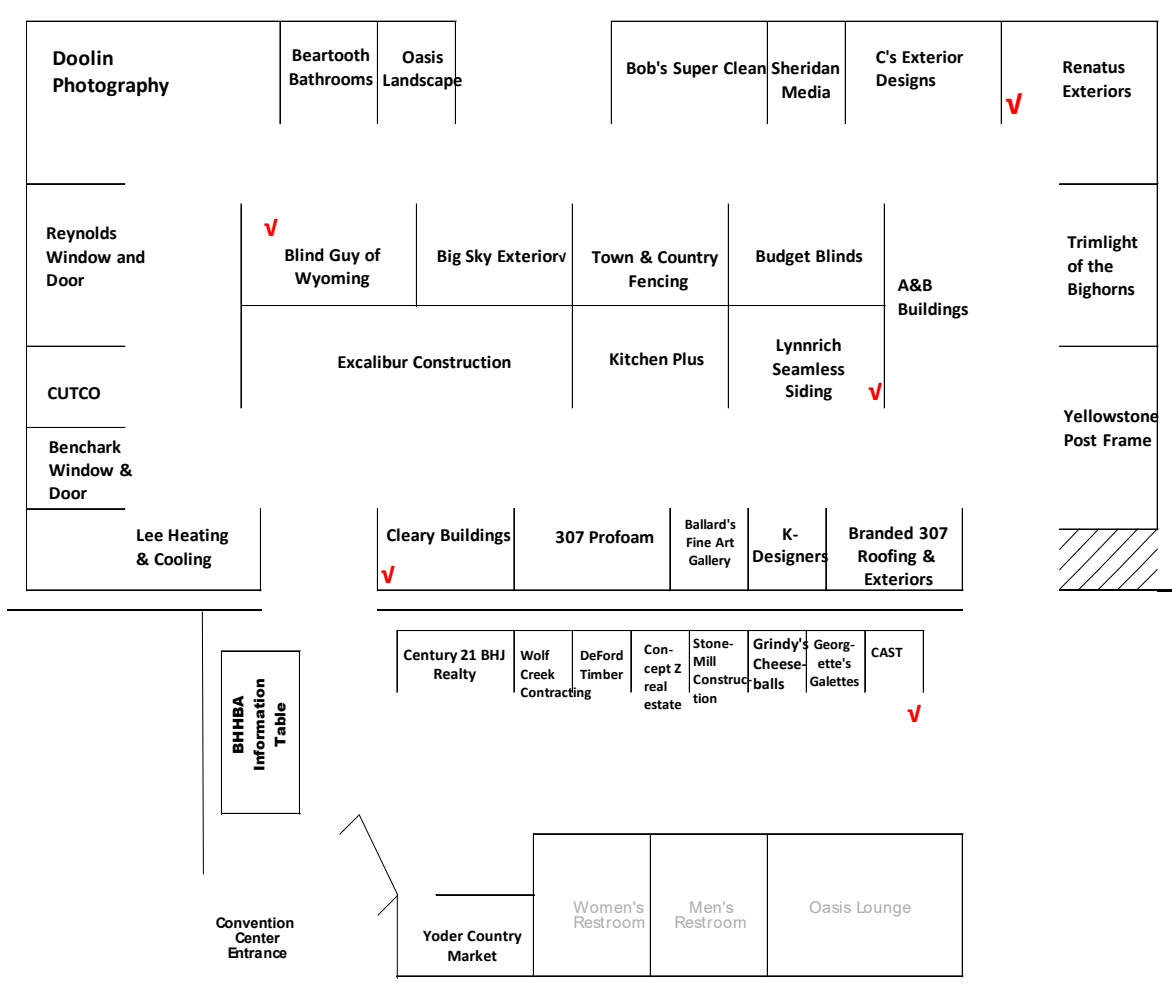 Doolin
Photography
Beartooth
Bathrooms
Oasis
Landscape
Bob's Super Clean
Sheridan
Media
C's Exterior
Designs
√
Renatus
Exteriors
Reynolds
Window and
Door
√
Blind Guy of
Wyoming
Big Sky Exterior√
Town & Country
Fencing
Budget Blinds
A&B
Buildings
Trimlight
of the
Bighorns
Excalibur Construction
Kitchen Plus
Lynnrich
Seamless
Siding
√
CUTCO
Yellowstone
Post Frame
Benchark
Window &
Door
Lee Heating
& Cooling
Cleary Buildings
√
307 Profoam
Ballard's
Fine Art
Gallery
K-
Designers
Branded 307
Roofing &
Exteriors
Century 21 BHJ
Realty
Wolf
Creek
Contracting
DeFord
Timber
Con-
cept Z
real
estate
Stone-
Mill
Construc-
tion
Grindy's
Cheese-
balls
Georg-
ette's
Galettes
CAST
√
BHHBA
Information
Table
Convention
Center
Entrance
Yoder Country
Market
Women's
Restroom
Men's
Restroom
Oasis Lounge